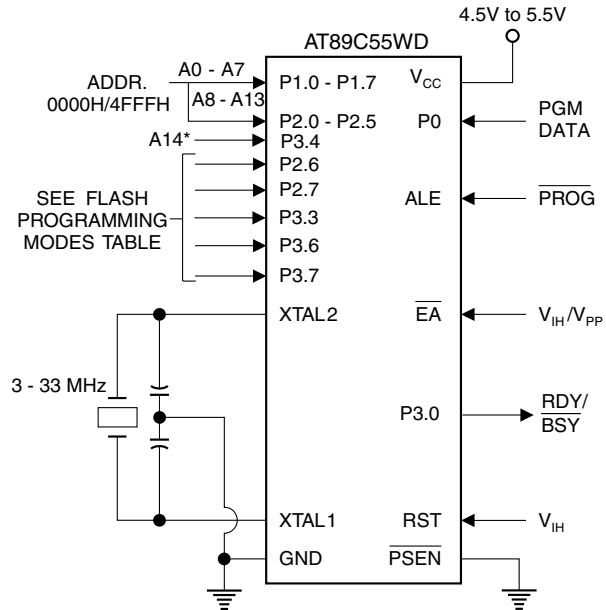 4.5V to 5.5V
AT89C55WD
ADDR.
0000H/4FFFH
A0 - A7
A8 - A13
A14*
SEE FLASH
PROGRAMMING
MODES TABLE
3 - 33 MHz
P1.0 - P1.7
P2.0 - P2.5
P3.4
P2.6
P2.7
P3.3
P3.6
P3.7
XTAL2
XTAL1
GND
VCC
P0
ALE
EA
P3.0
RST
PSEN
PGM
DATA
PROG
VIH/VPP
RDY/
BSY
VIH